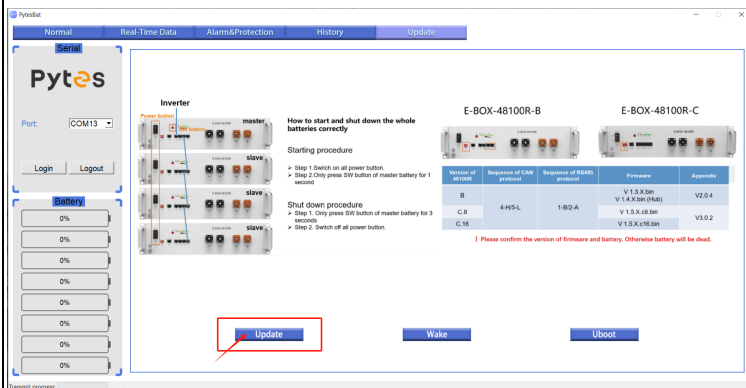 PytesBat
Normal
Real-Time Data
Alarm&Protection
History
Update
Serial
Pytes
Port:
COM13
Login
Logout
Battery
0%
0%
0%
0%
0%
0%
0%
0%
Inverter
Power button
SW button
master
slave
slave
slave
How to start and shut down the whole
batteries correctly
Starting procedure
➢ Step 1.Switch on all power button.
➢ Step 2.Only press SW button of master battery for 1
second
Shut down procedure
➢ Step 1. Only press SW button of master battery for 3
seconds
➢ Step 2. Switch off all power button.
E-BOX-48100R-B
E-BOX-48100R-C
Version of
48100R
Sequence of CAN
protocol
Sequence of RS485
protocol
Firmware
Appendix
B
4-H/5-L
1-B/2-A
V 1.3.X.bin
V 1.4.X.bin (Hub)
V2.0.4
C.8
V 1.5.X.c8.bin
V3.0.2
C.16
V 1.5.X.c16.bin
! Please confirm the version of firmware and battery. Otherwise battery will be dead.
Update
Wake
Uboot
Transmit progress: